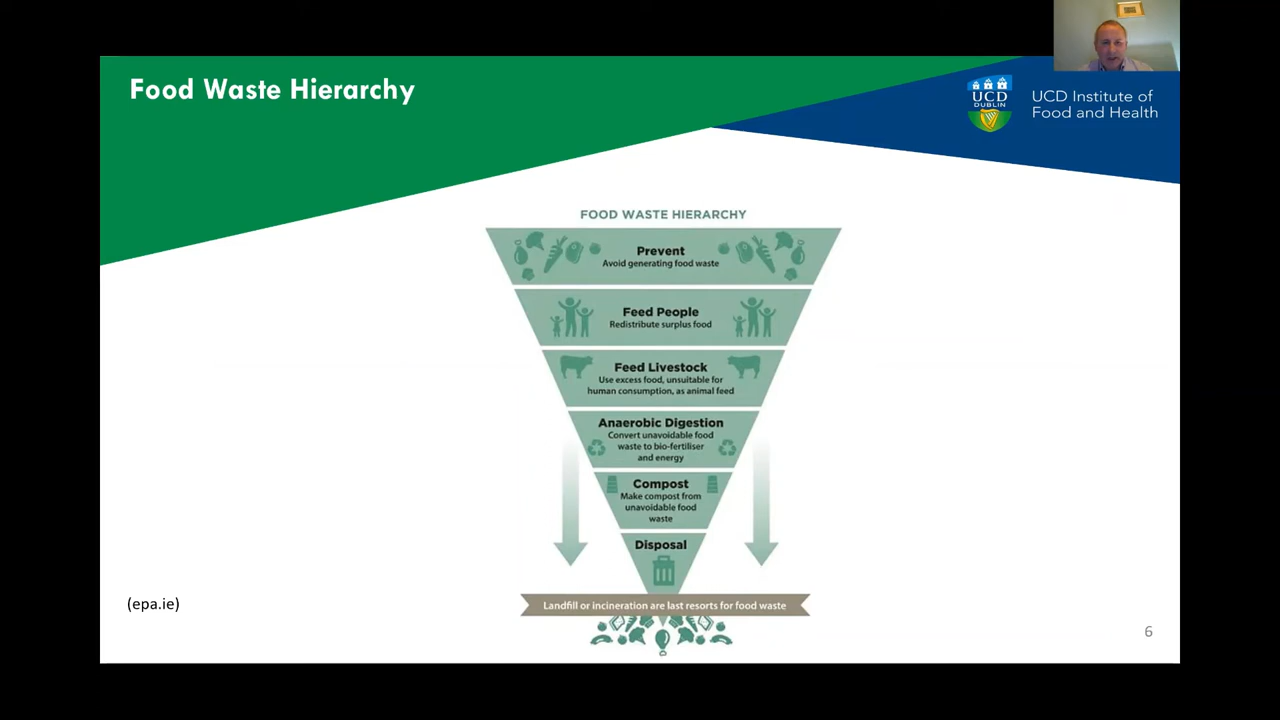 Food Waste Hierarchy
UCD
DUBLIN
UCD Institute of
Food and Health
FOOD WASTE HIERARCHY
Prevent
Avoid generating food waste
Feed People
Redistribute surplus food
Feed Livestock
Use excess food, unsuitable for
human consumption, as animal feed
Anaerobic Digestion
Convert unavoidable food
waste to bio-fertiliser
and energy
Compost
Make compost from
unavoidable food
waste
Disposal
Landfill or incineration are last resorts for food waste
(epa.ie)
6